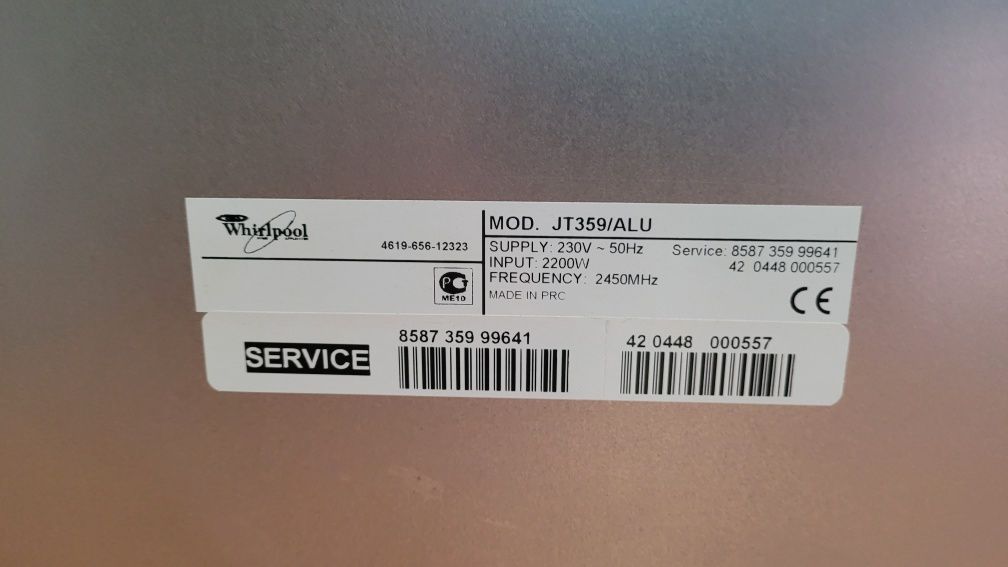 Whirlpool
4619-656-12323
ME10
MOD. JT359/ALU
SUPPLY: 230V ~ 50Hz
INPUT: 2200W
FREQUENCY: 2450MHz
MADE IN PRC
Service: 8587 359 99641
42 0448 000557
CE
SERVICE
8587 359 99641
42 0448 000557